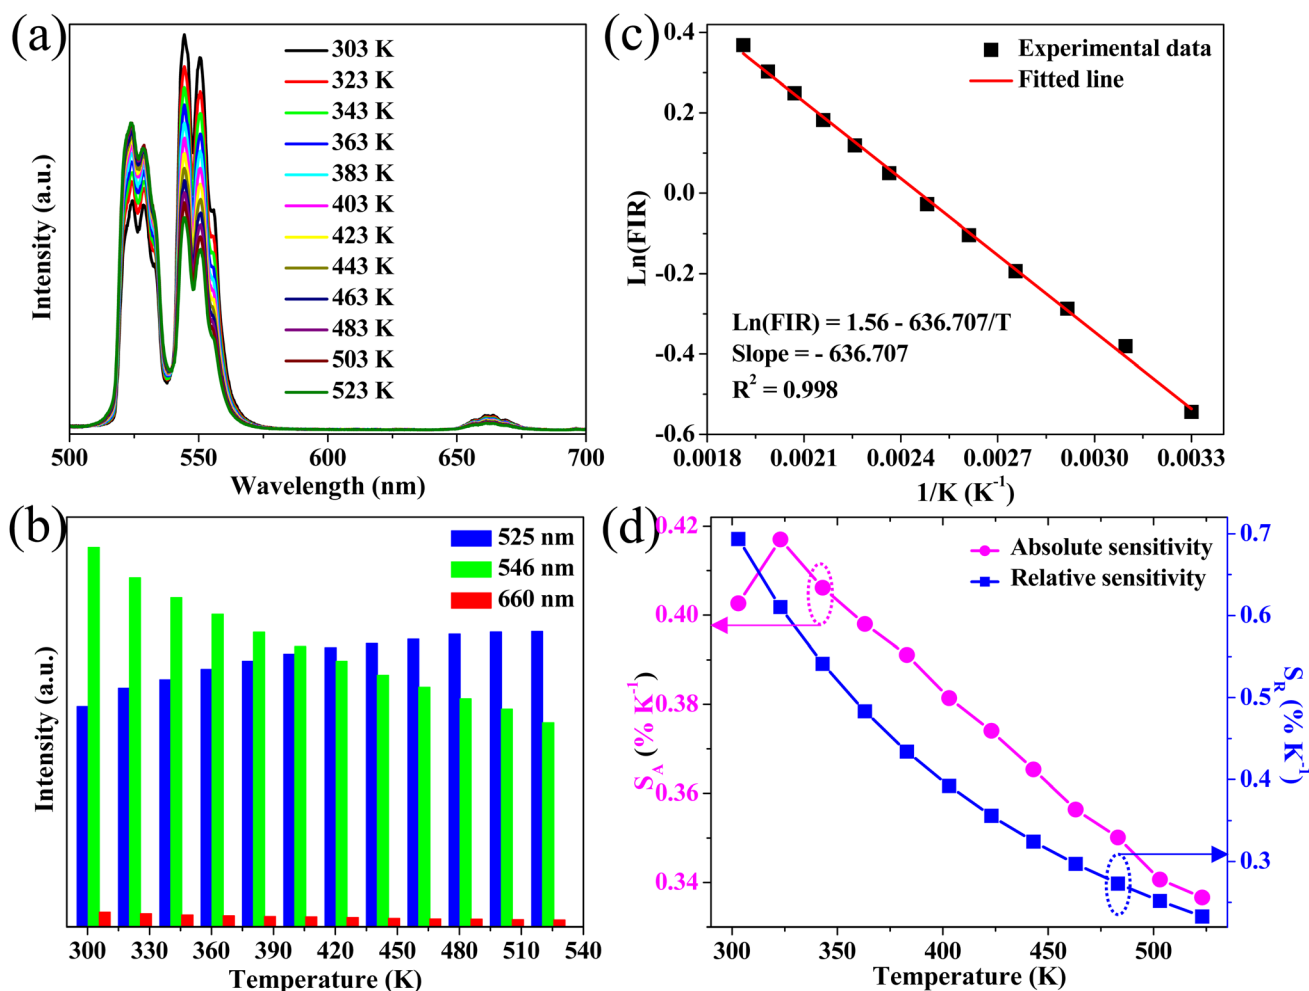 (a)
303 K
323 K
343 K
363 K
383 K
403 K
423 K
443 K
463 K
483 K
503 K
523 K
Intensity (a.u.)
500 550 600 650 700
Wavelength (nm)
(c)
Experimental data
Fitted line
0.4
0.2
0.0
-0.2
-0.4
-0.6
Ln(FIR)
Ln(FIR) = 1.56 - 636.707/T
Slope = - 636.707
R² = 0.998
0.0018 0.0021 0.0024 0.0027 0.0030 0.0033
1/K (K⁻¹)
(b)
525 nm
546 nm
660 nm
Intensity (a.u.)
300 330 360 390 420 450 480 510 540
Temperature (K)
(d)
Absolute sensitivity
Relative sensitivity
0.42
0.40
0.38
0.36
0.34
S_A (% K⁻¹)
0.7
0.6
0.5
0.4
0.3
S_R (% K⁻¹)
300 350 400 450 500
Temperature (K)